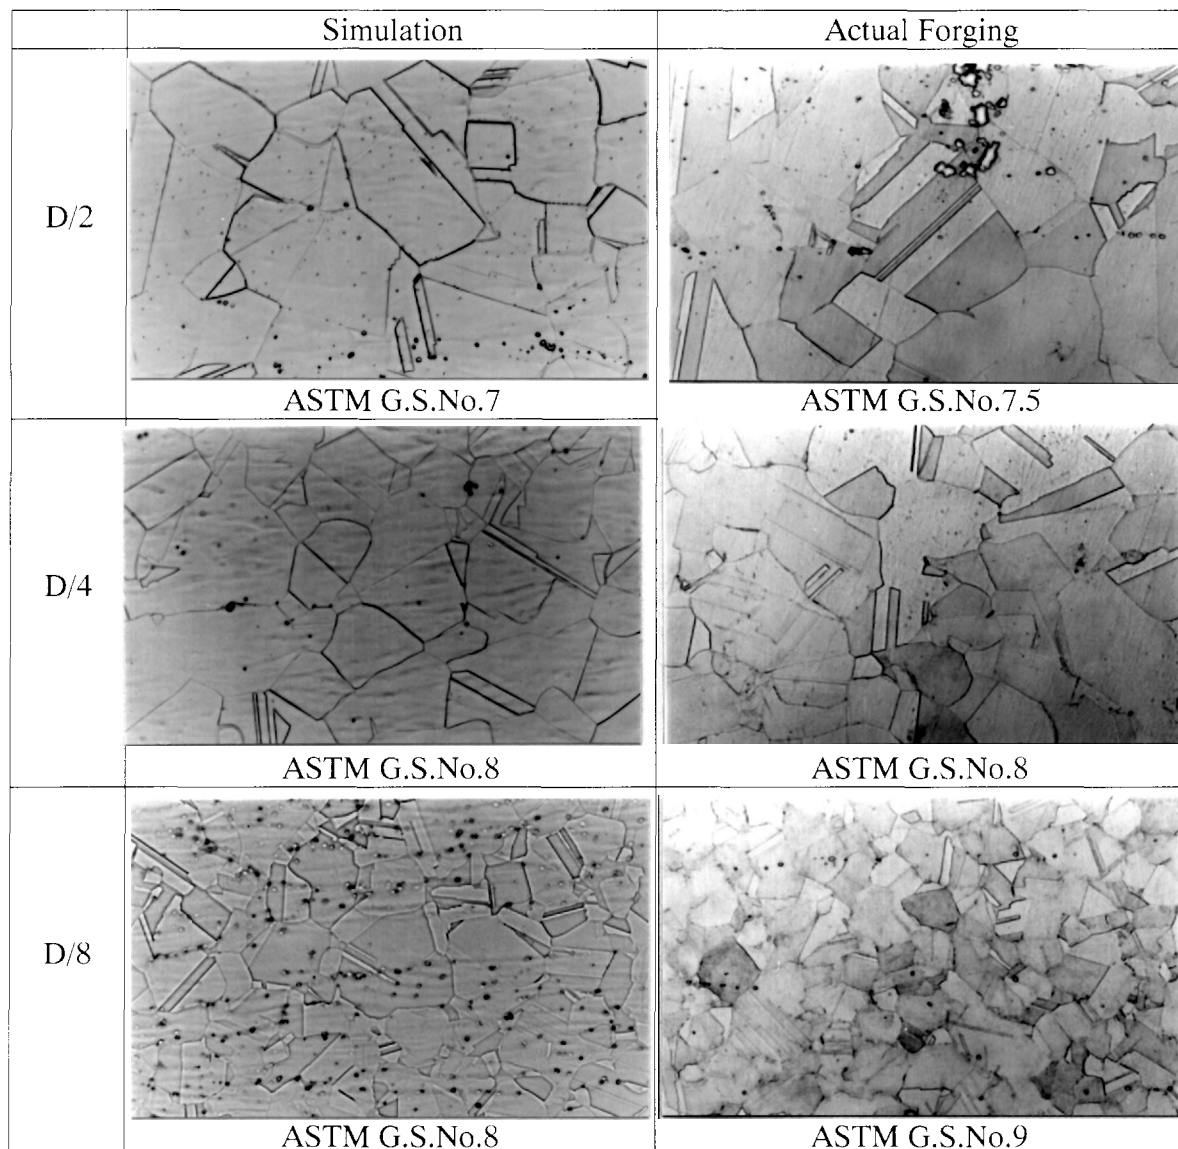 Simulation Actual Forging
D/2
ASTM G.S.No.7 ASTM G.S.No.7.5
D/4
ASTM G.S.No.8 ASTM G.S.No.8
D/8
ASTM G.S.No.8 ASTM G.S.No.9